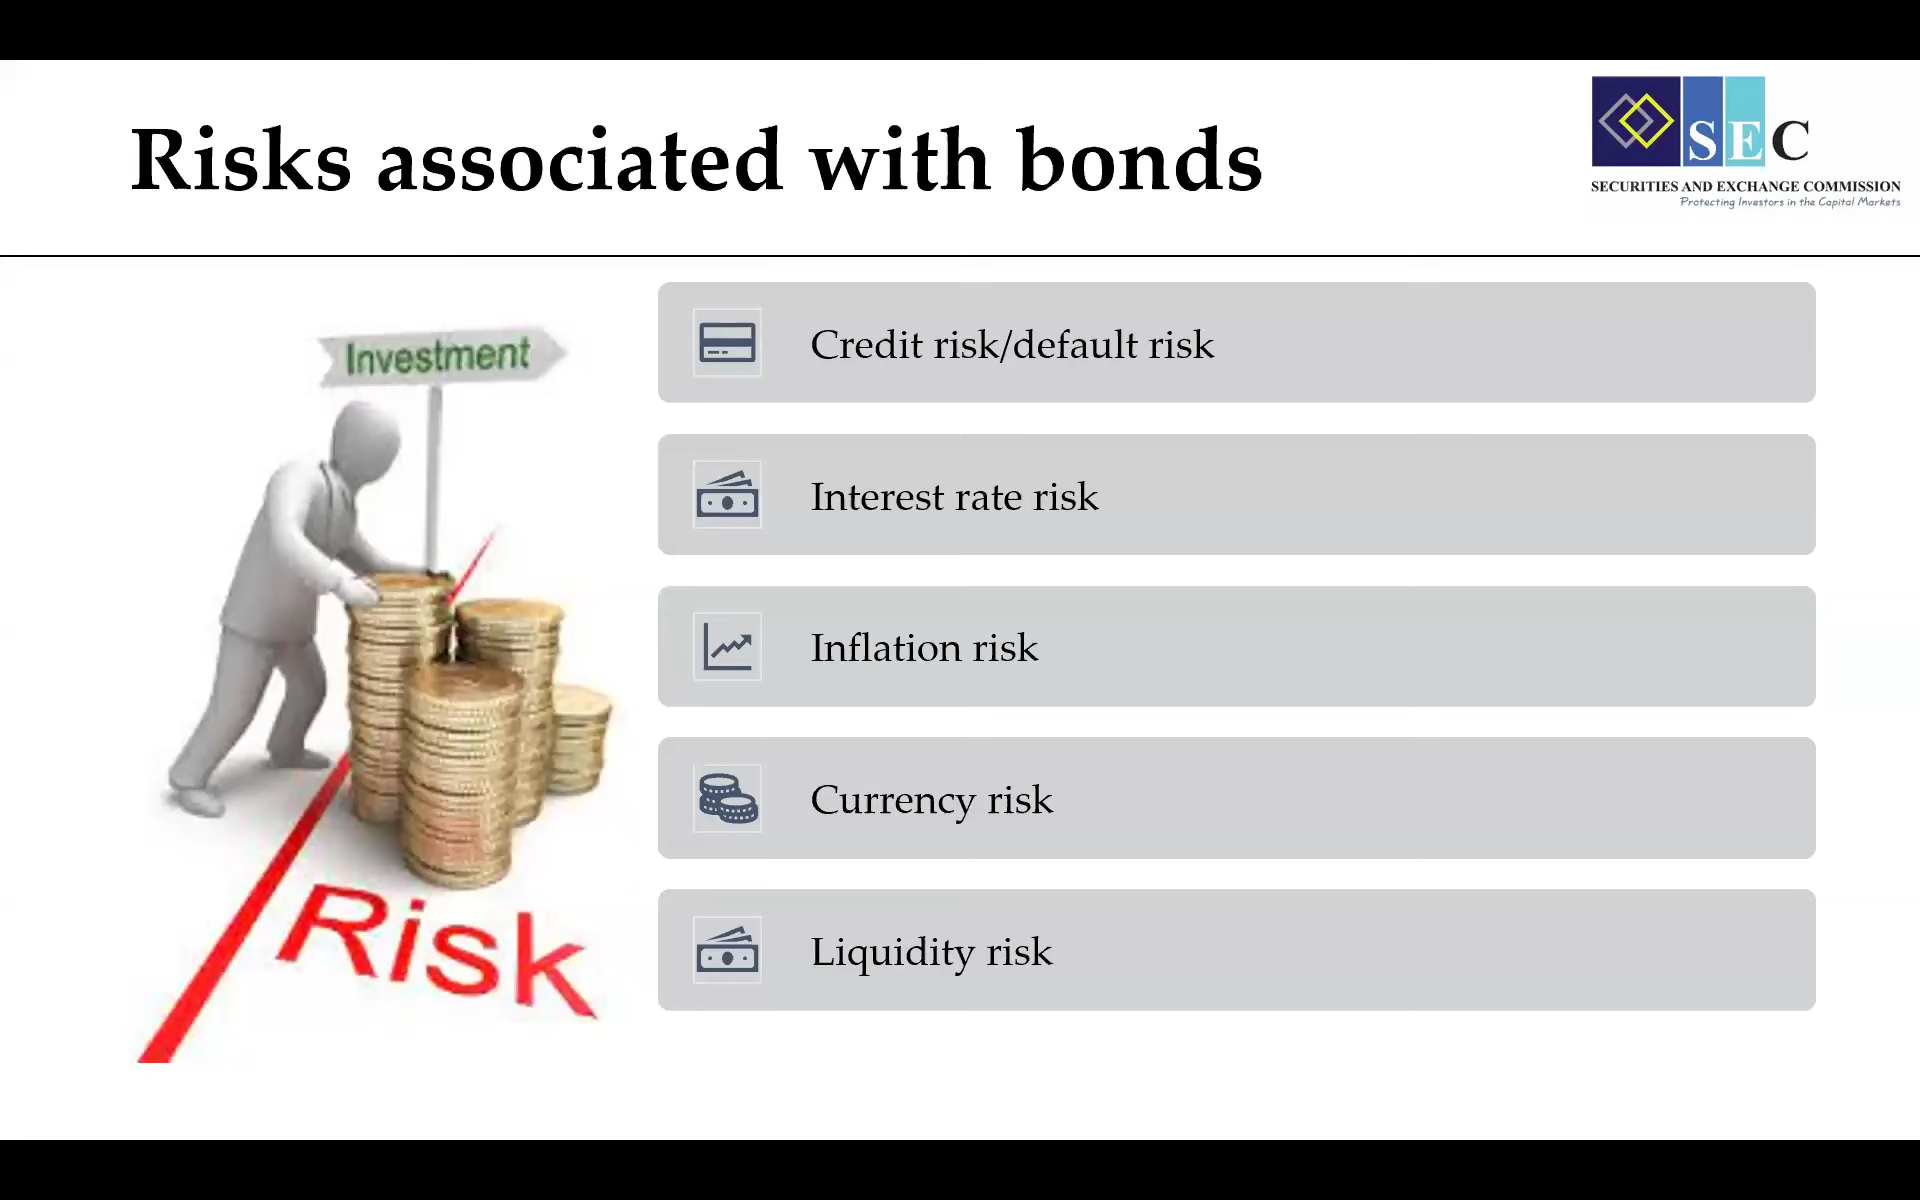 Risks associated with bonds
SEC
SECURITIES AND EXCHANGE COMMISSION
Protecting Investors in the Capital Markets
Investment
Risk
Credit risk/default risk
Interest rate risk
Inflation risk
Currency risk
Liquidity risk